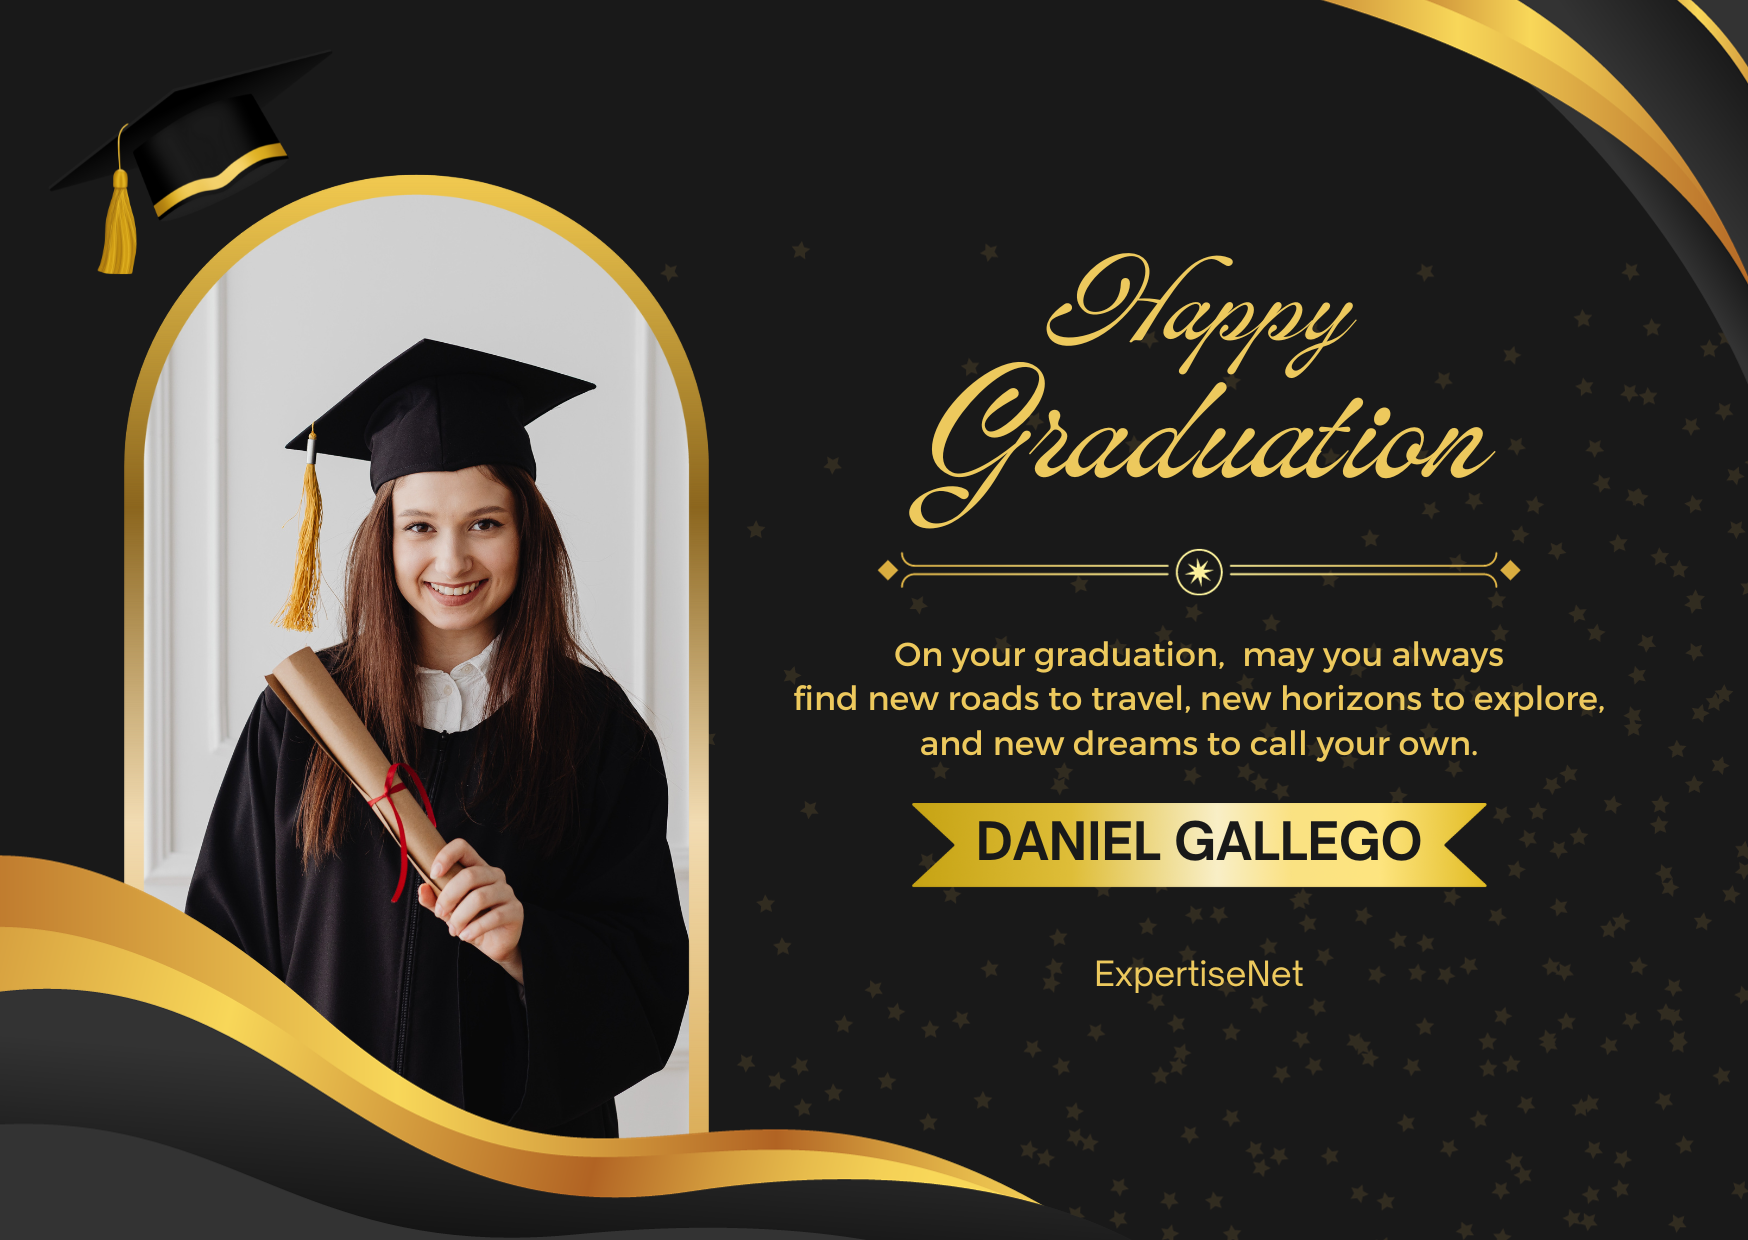 Happy
Graduation
On your graduation,  may you always
find new roads to travel, new horizons to explore,
and new dreams to call your own.
DANIEL GALLEGO
ExpertiseNet